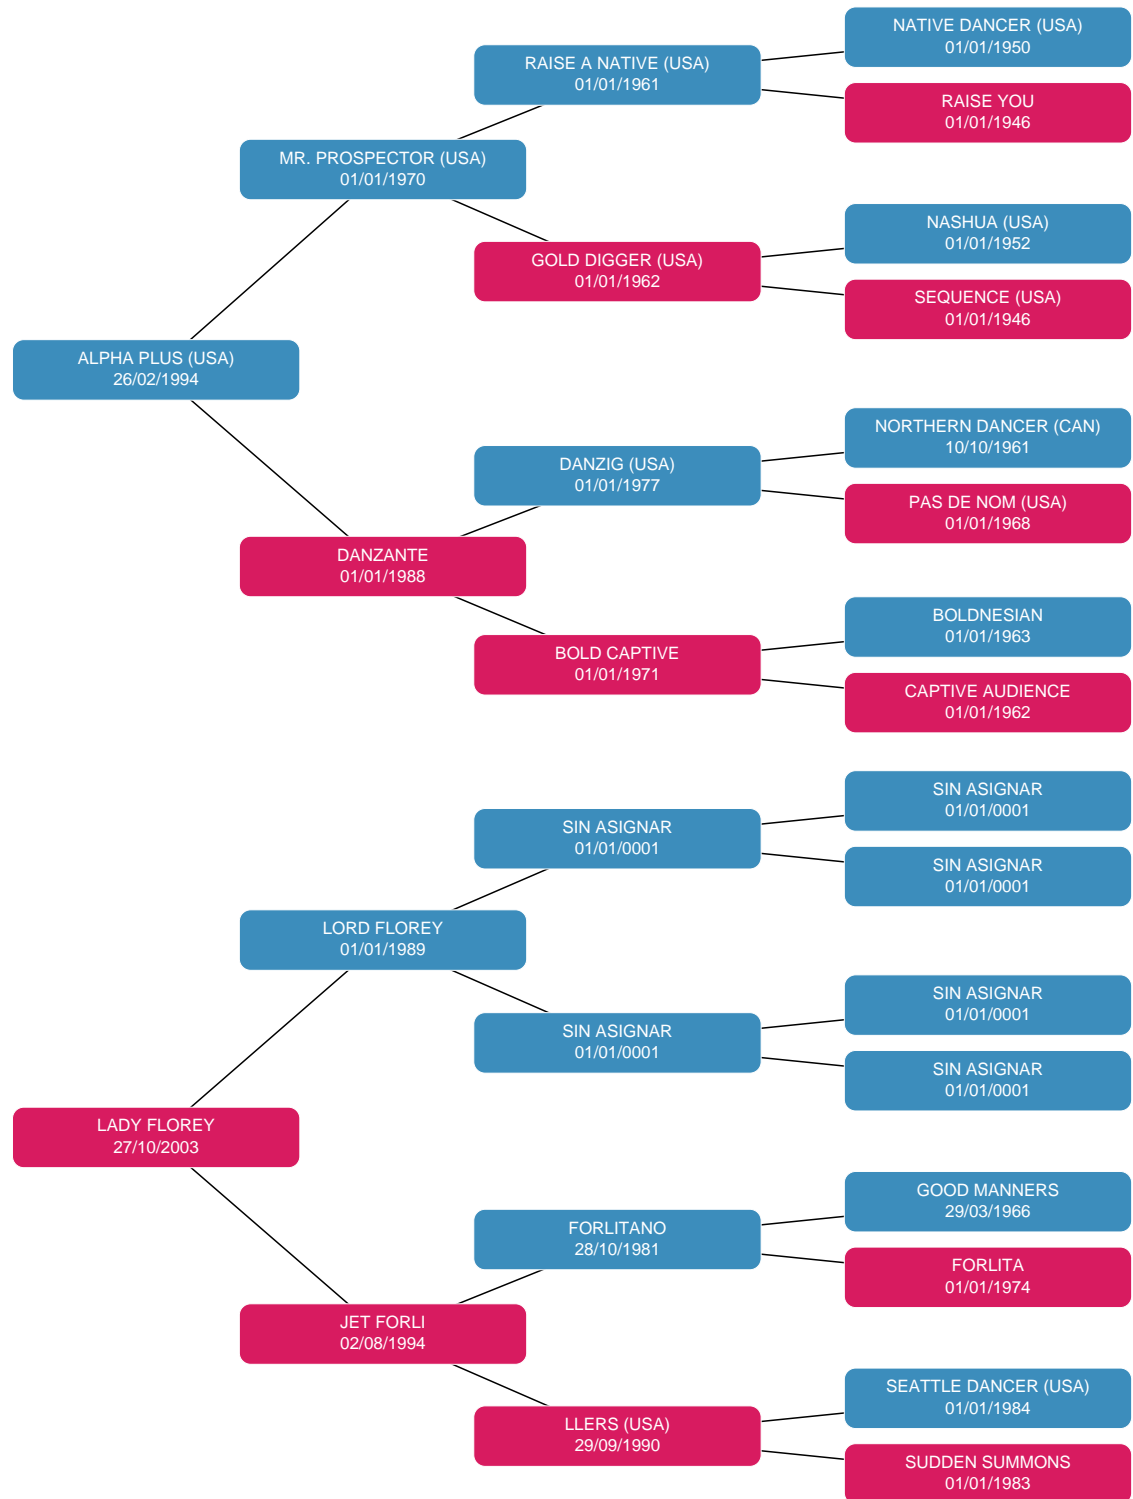 NATIVE DANCER (USA)
01/01/1950
RAISE A NATIVE (USA)
01/01/1961
RAISE YOU
01/01/1946
MR. PROSPECTOR (USA)
01/01/1970
NASHUA (USA)
01/01/1952
GOLD DIGGER (USA)
01/01/1962
SEQUENCE (USA)
01/01/1946
ALPHA PLUS (USA)
26/02/1994
NORTHERN DANCER (CAN)
10/10/1961
DANZIG (USA)
01/01/1977
PAS DE NOM (USA)
01/01/1968
DANZANTE
01/01/1988
BOLDNESIAN
01/01/1963
BOLD CAPTIVE
01/01/1971
CAPTIVE AUDIENCE
01/01/1962
SIN ASIGNAR
01/01/0001
SIN ASIGNAR
01/01/0001
SIN ASIGNAR
01/01/0001
LORD FLOREY
01/01/1989
SIN ASIGNAR
01/01/0001
SIN ASIGNAR
01/01/0001
SIN ASIGNAR
01/01/0001
LADY FLOREY
27/10/2003
GOOD MANNERS
29/03/1966
FORLITANO
28/10/1981
FORLITA
01/01/1974
JET FORLI
02/08/1994
SEATTLE DANCER (USA)
01/01/1984
LLERS (USA)
29/09/1990
SUDDEN SUMMONS
01/01/1983